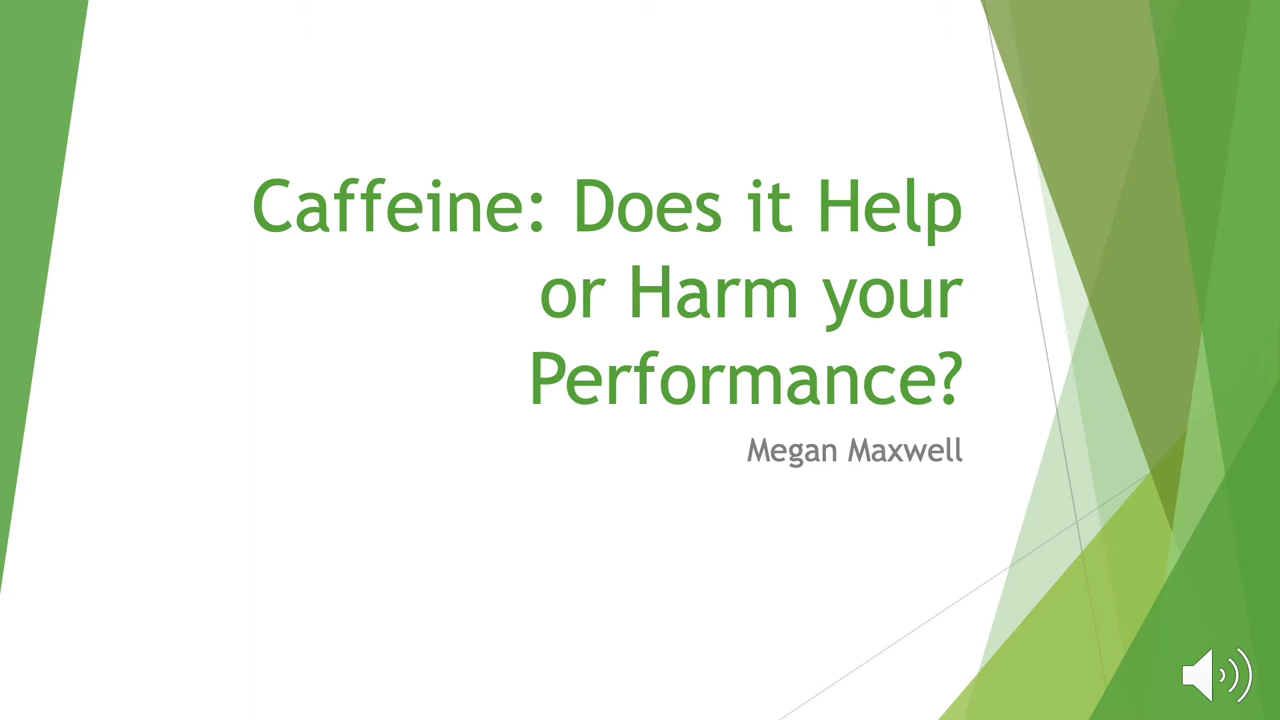 Caffeine: Does it Help
or Harm your
Performance?
Megan Maxwell